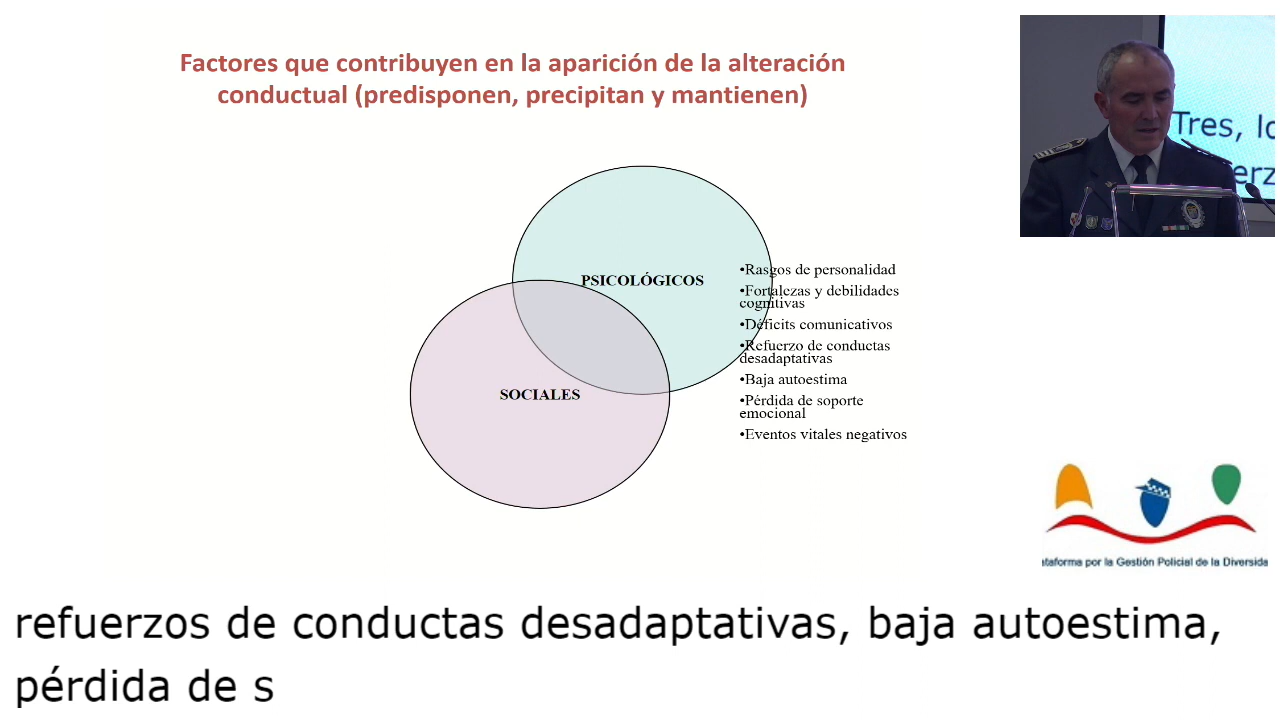 Factores que contribuyen en la aparición de la alteración
conductual (predisponen, precipitan y mantienen)
Tres, lo
erz
PSICOLÓGICOS
•Rasgos de personalidad
•Fortalezas y debilidades
cognitivas
•Déficits comunicativos
•Refuerzo de conductas
desadaptativas
•Baja autoestima
•Pérdida de soporte
emocional
•Eventos vitales negativos
SOCIALES
ataforma por la Gestión Policial de la Diversida
refuerzos de conductas desadaptativas, baja autoestima,
pérdida de s